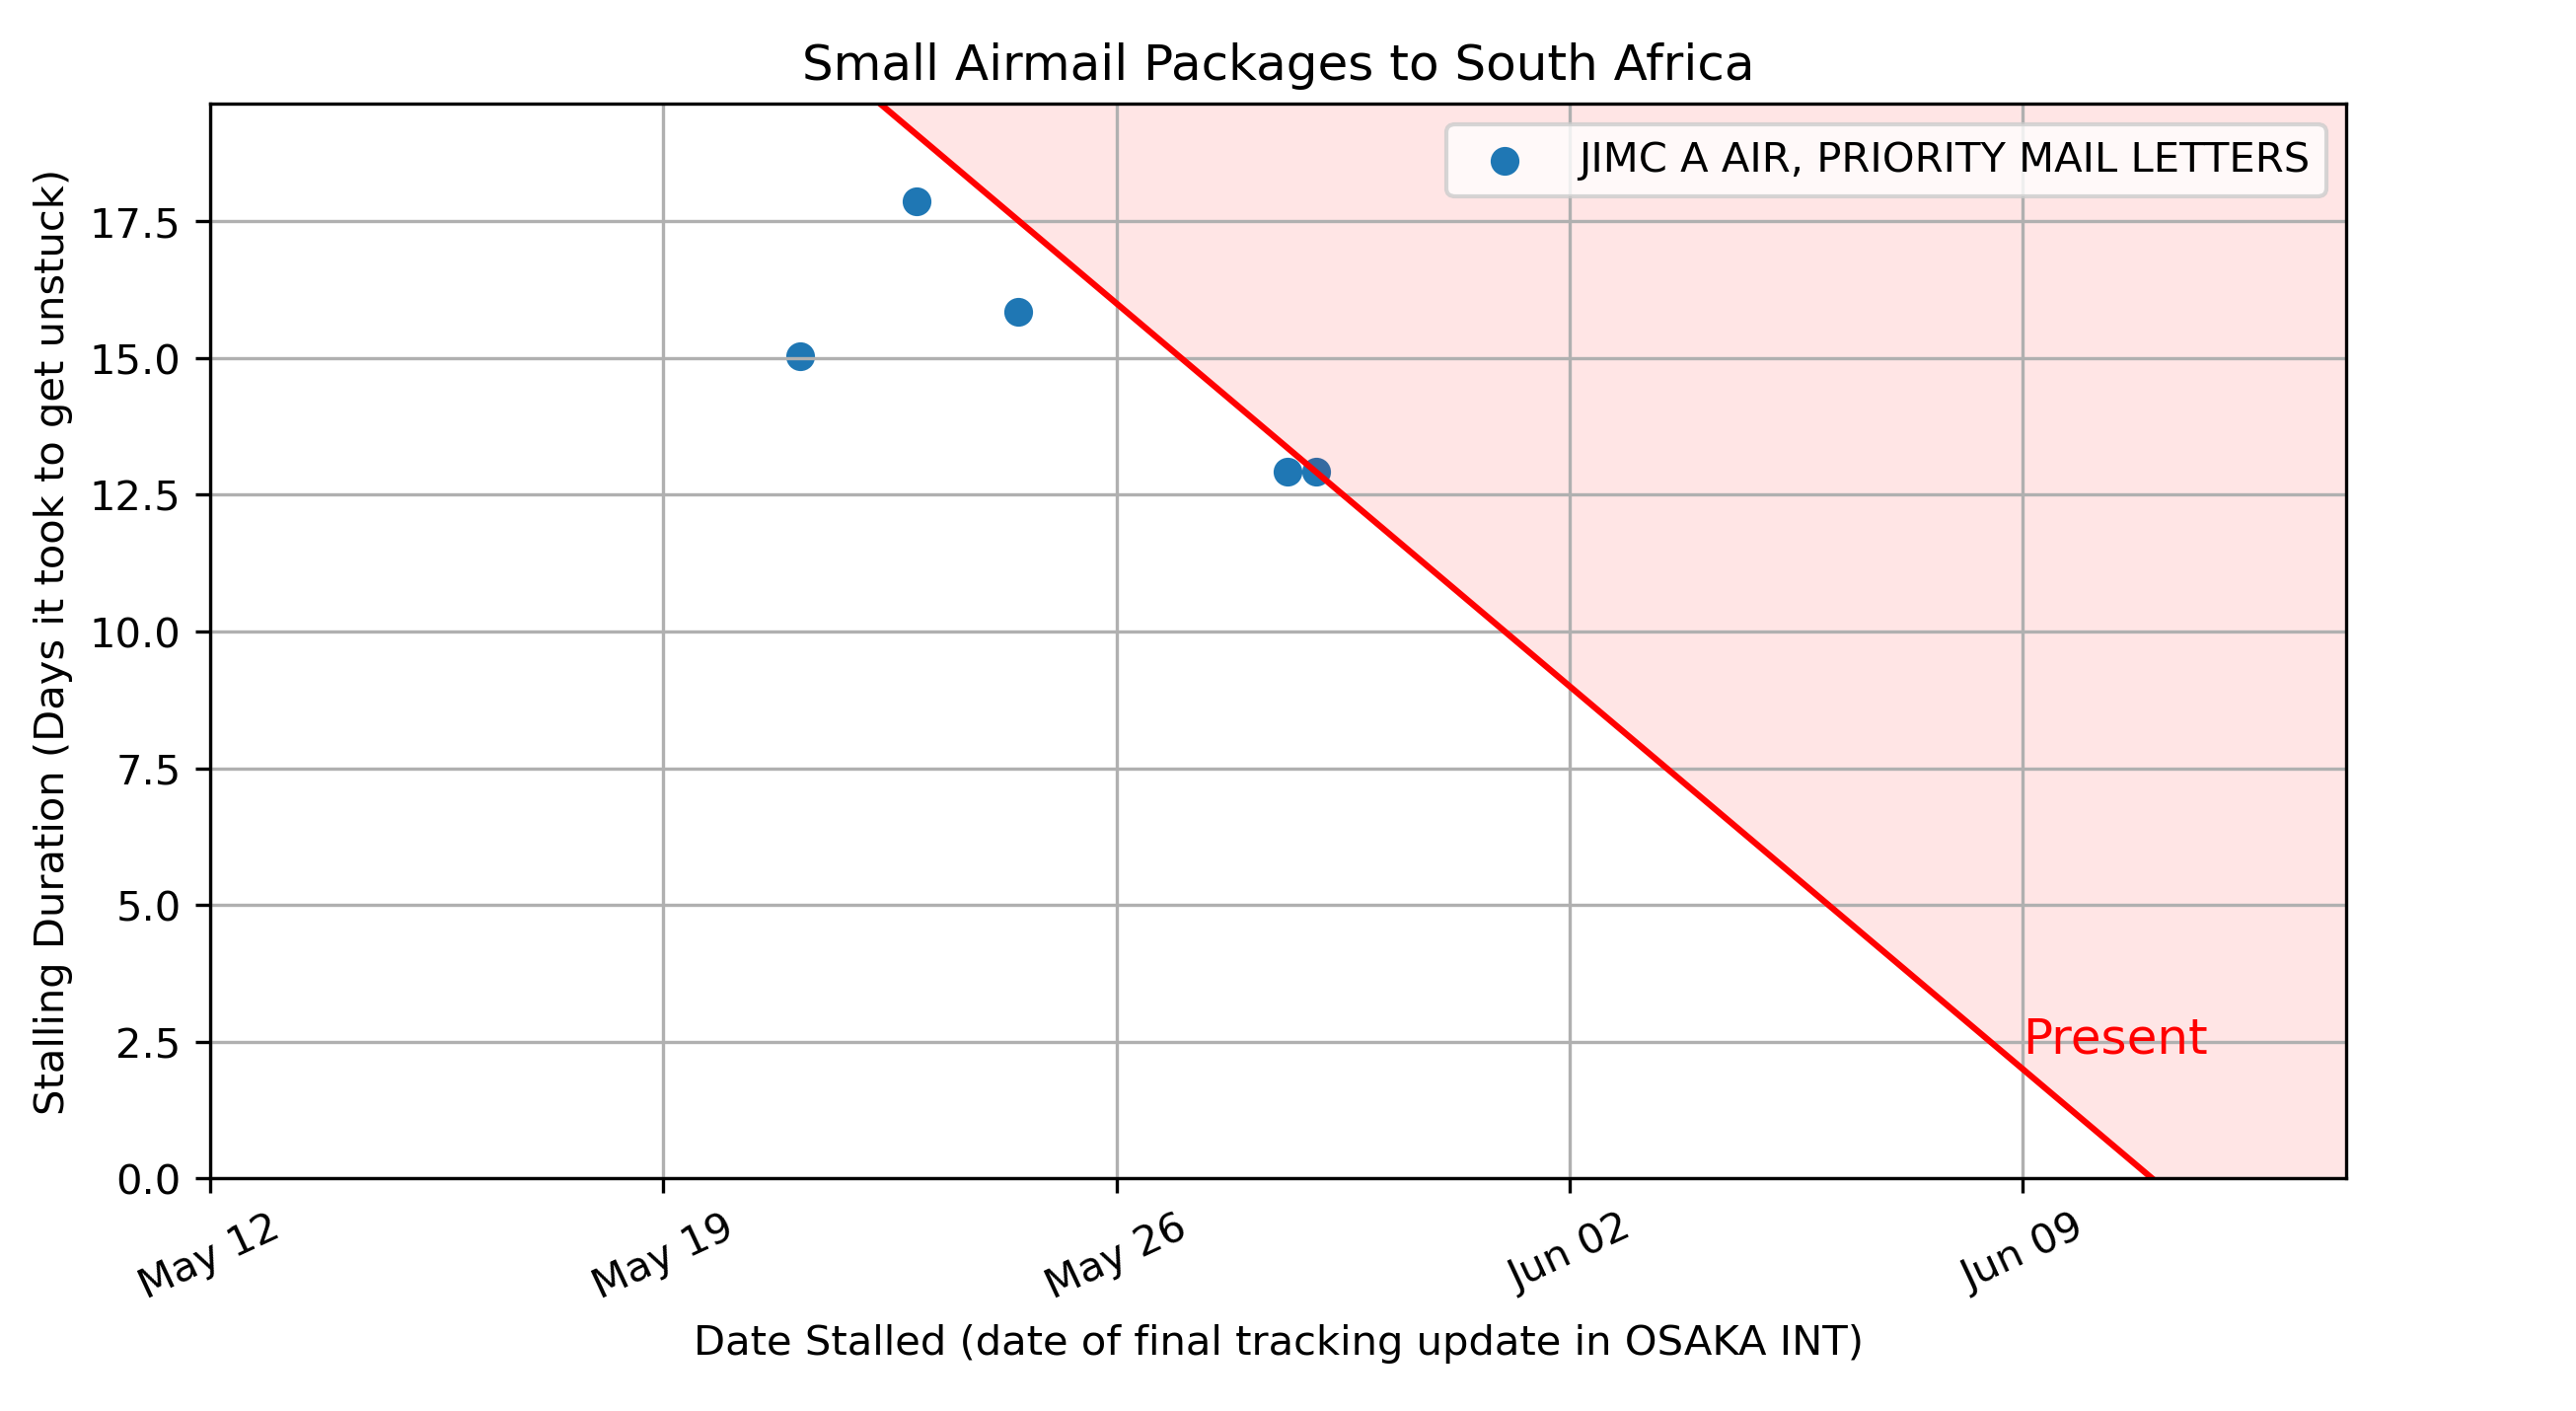 Small Airmail Packages to South Africa
JIMC A AIR, PRIORITY MAIL LETTERS
Stalling Duration (Days it took to get unstuck)
17.5
15.0
12.5
10.0
7.5
5.0
2.5
0.0
Present
May 12
May 19
May 26
Jun 02
Jun 09
Date Stalled (date of final tracking update in OSAKA INT)